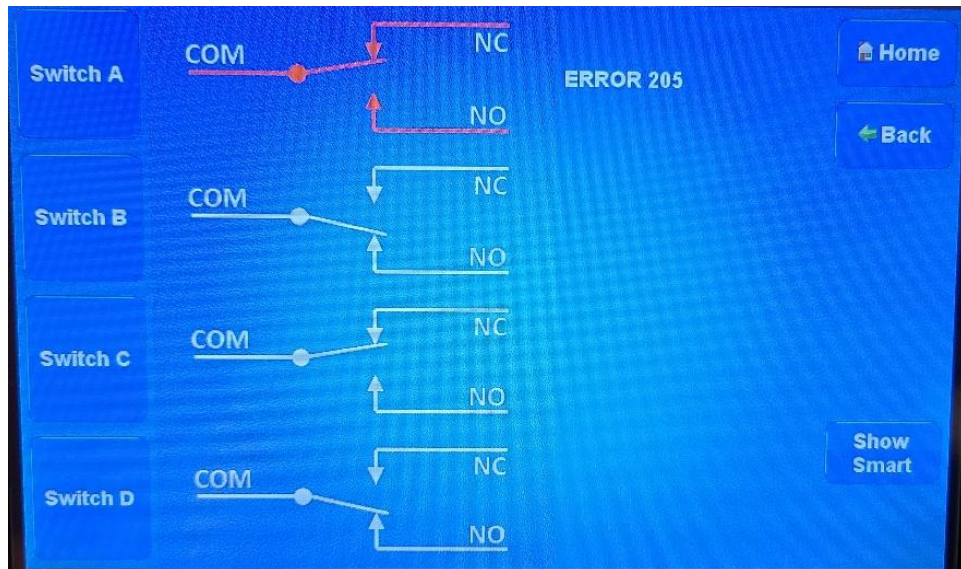 Switch A
COM
NC
NO
ERROR 205
Home
Back
Switch B
COM
NC
NO
Switch C
COM
NC
NO
Switch D
COM
NC
NO
Show
Smart